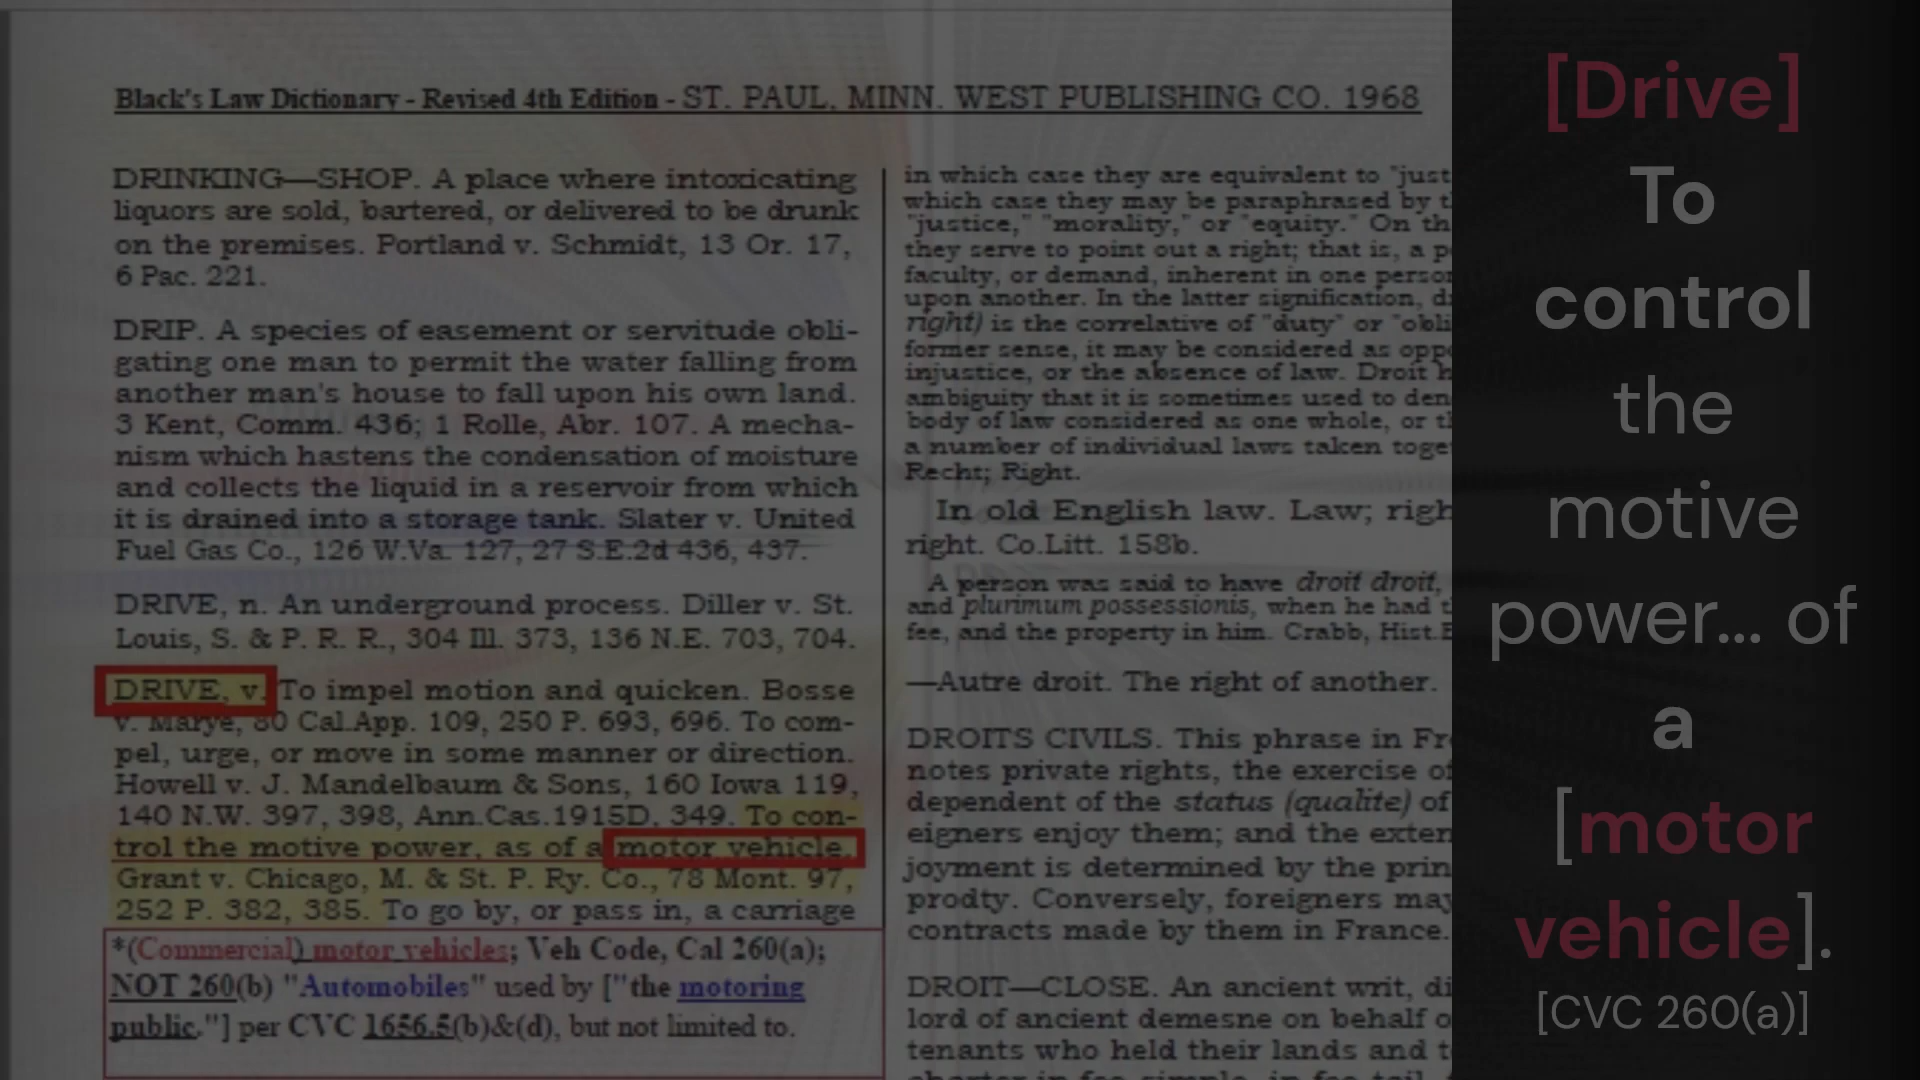 Black's Law Dictionary - Revised 4th Edition - ST. PAUL, MINN. WEST PUBLISHING CO. 1968
DRINKING—SHOP. A place where intoxicating
liquors are sold, bartered, or delivered to be drunk
on the premises. Portland v. Schmidt, 13 Or. 17,
6 Pac. 221.
DRIP. A species of easement or servitude obli-
gating one man to permit the water falling from
another man's house to fall upon his own land.
3 Kent, Comm. 436; 1 Rolle, Abr. 107. A mecha-
nism which hastens the condensation of moisture
and collects the liquid in a reservoir from which
it is drained into a storage tank. Slater v. United
Fuel Gas Co., 126 W.Va. 127, 27 S.E.2d 436, 437.
DRIVE, n. An underground process. Diller v. St.
Louis, S. & P. R. R., 304 Ill. 373, 136 N.E. 703, 704.
DRIVE, v. To impel motion and quicken. Bosse
v. Marye, 80 Cal.App. 109, 250 P. 693, 696. To com-
pel, urge, or move in some manner or direction.
Howell v. J. Mandelbaum & Sons, 160 Iowa 119,
140 N.W. 397, 398, Ann.Cas.1915D, 349. To con-
trol the motive power, as of a motor vehicle.
Grant v. Chicago, M. & St. P. Ry. Co., 78 Mont. 97,
252 P. 382, 385. To go by, or pass in, a carriage
*(Commercial) motor vehicles; Veh Code, Cal 260(a);
NOT 260(b) "Automobiles" used by ["the motoring
public."] per CVC 1656.5(b)&(d), but not limited to.
in which case they are equivalent to "just
which case they may be paraphrased by
"justice," "morality," or "equity." On
they serve to point out a right; that is, a
faculty, or demand, inherent in one person
upon another. In the latter signification,
right) is the correlative of "duty" or "obli
former sense, it may be considered as
injustice, or the absence of law. Droit
ambiguity that it is sometimes used to
body of law considered as one whole, or
a number of individual laws taken
Recht; Right.
In old English law. Law;
right. Co.Litt. 158b.
A person was said to have droit droit,
and plurimum possessionis, when he had
fee, and the property in him. Crabb,
—Autre droit. The right of another.
DROITS CIVILS. This phrase in
notes private rights, the exercise of
dependent of the status (qualite) of
eigners enjoy them; and the
joyment is determined by the
prodty. Conversely, foreigners may
contracts made by them in France.
DROIT—CLOSE. An ancient writ,
lord of ancient demesne on behalf
tenants who held their lands and
[Drive]
To
control
the
motive
power... of
a
[motor
vehicle].
[CVC 260(a)]